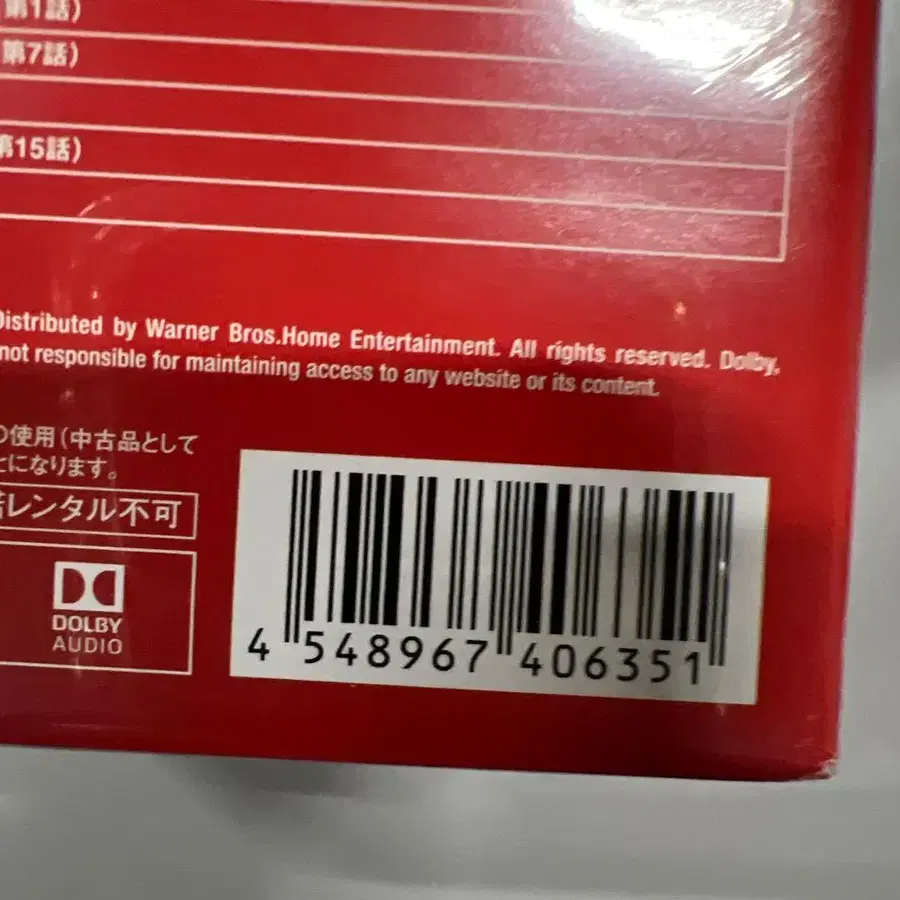 第1話)
第7話)
第15話)
Distributed by Warner Bros.Home Entertainment. All rights reserved. Dolby,
not responsible for maintaining access to any website or its content.
の使用(中古品として
とになります。
レンタル不可
DOLBY
AUDIO
4 548967 406351